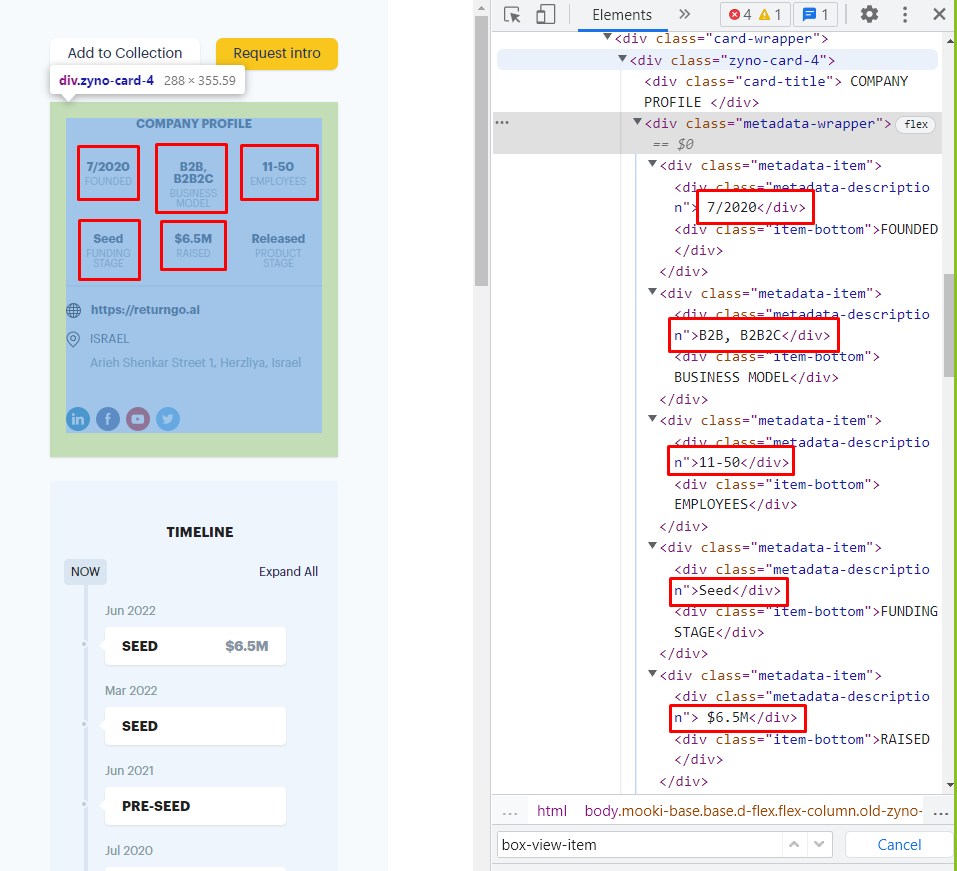 Add to Collection
Request intro
div.zyno-card-4 288 × 355.59
COMPANY PROFILE
7/2020
FOUNDED
B2B,
B2B2C
BUSINESS
MODEL
11-50
EMPLOYEES
Seed
FUNDING
STAGE
$6.5M
RAISED
Released
PRODUCT
STAGE
https://returngo.ai
ISRAEL
Arieh Shenkar Street 1, Herzliya, Israel
in
f
TIMELINE
NOW
Expand All
Jun 2022
SEED $6.5M
Mar 2022
SEED
Jun 2021
PRE-SEED
Jul 2020
Elements
»
4 1
1
<div class="card-wrapper">
<div class="zyno-card-4">
<div class="card-title"> COMPANY
PROFILE </div>
<div class="metadata-wrapper"> flex
== $0
<div class="metadata-item">
<div class="metadata-descriptio
n"> 7/2020</div>
<div class="item-bottom">FOUNDED
</div>
</div>
<div class="metadata-item">
<div class="metadata-descriptio
n">B2B, B2B2C</div>
<div class="item-bottom">
BUSINESS MODEL</div>
</div>
<div class="metadata-item">
<div class="metadata-descriptio
n">11-50</div>
<div class="item-bottom">
EMPLOYEES</div>
</div>
<div class="metadata-item">
<div class="metadata-descriptio
n">Seed</div>
<div class="item-bottom">FUNDING
STAGE</div>
</div>
<div class="metadata-item">
<div class="metadata-descriptio
n"> $6.5M</div>
<div class="item-bottom">RAISED
</div>
</div>
... html body.mooki-base.base.d-flex.flex-column.old-zyno- ...
box-view-item
Cancel